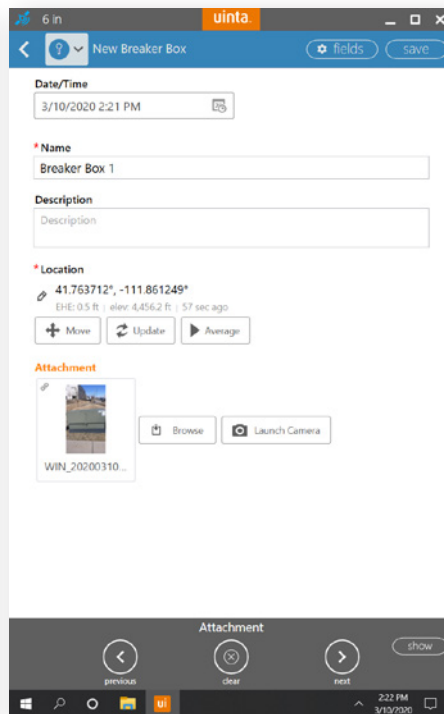 6 in
uinta.
New Breaker Box
fields
save
Date/Time
3/10/2020 2:21 PM
*Name
Breaker Box 1
Description
Description
*Location
41.763712°, -111.861249°
EHE: 0.5 ft | elev: 4,456.2 ft | 57 sec ago
Move
Update
Average
Attachment
Browse
Launch Camera
WIN_20200310...
Attachment
show
previous
clear
next
ui
2:22 PM
3/10/2020